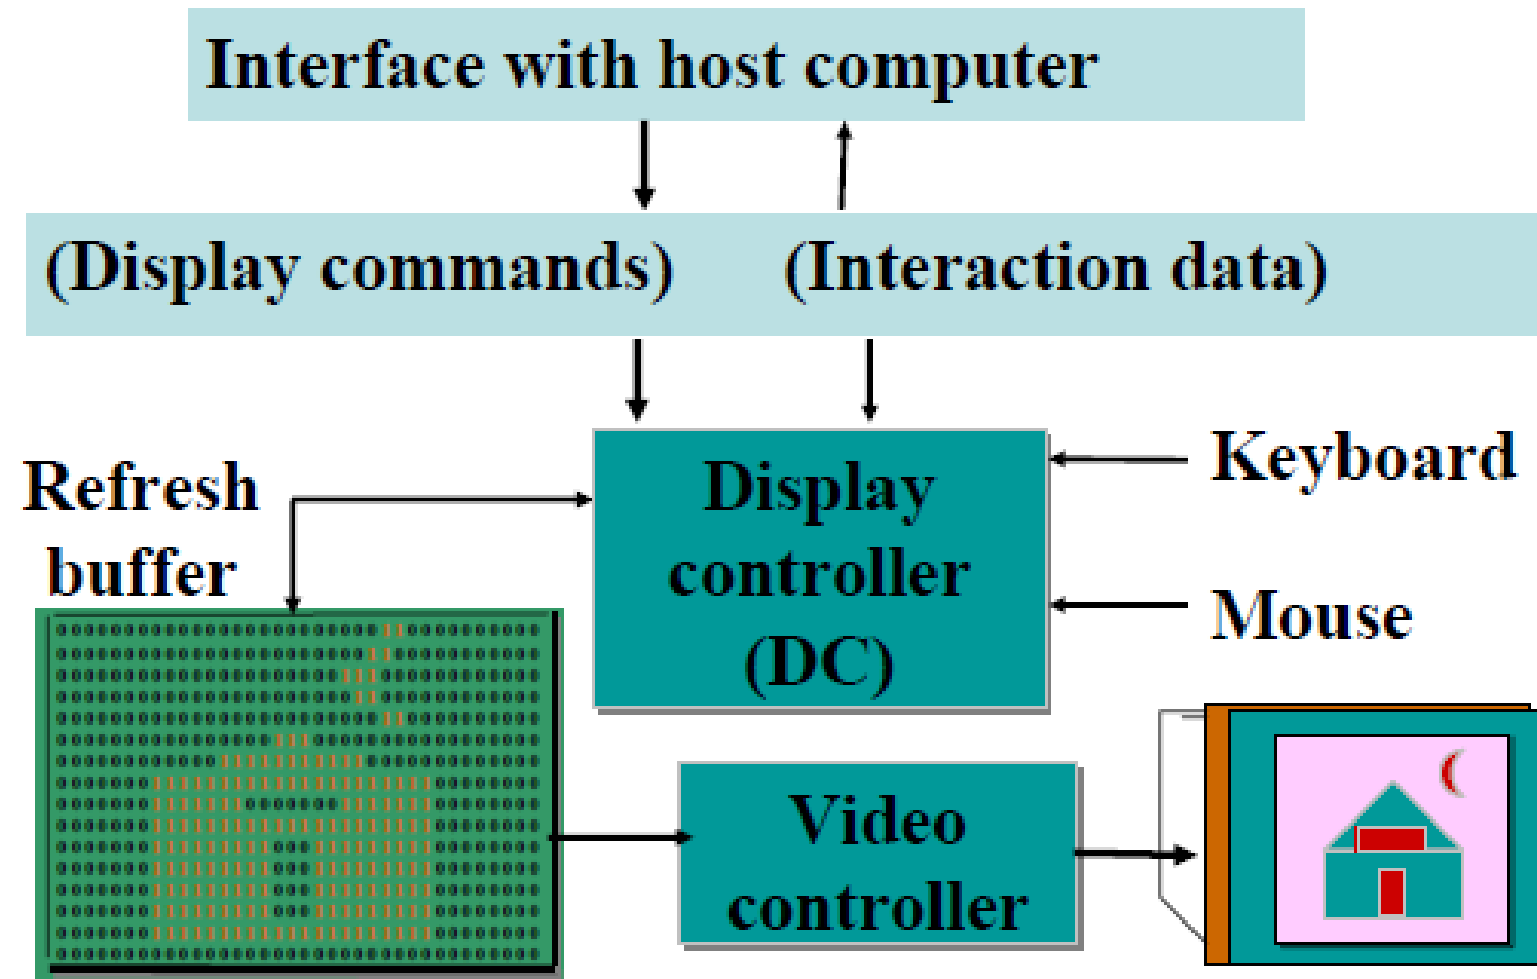 Interface with host computer
(Display commands) (Interaction data)
Refresh
buffer
Display
controller
(DC)
Keyboard
Mouse
Video
controller